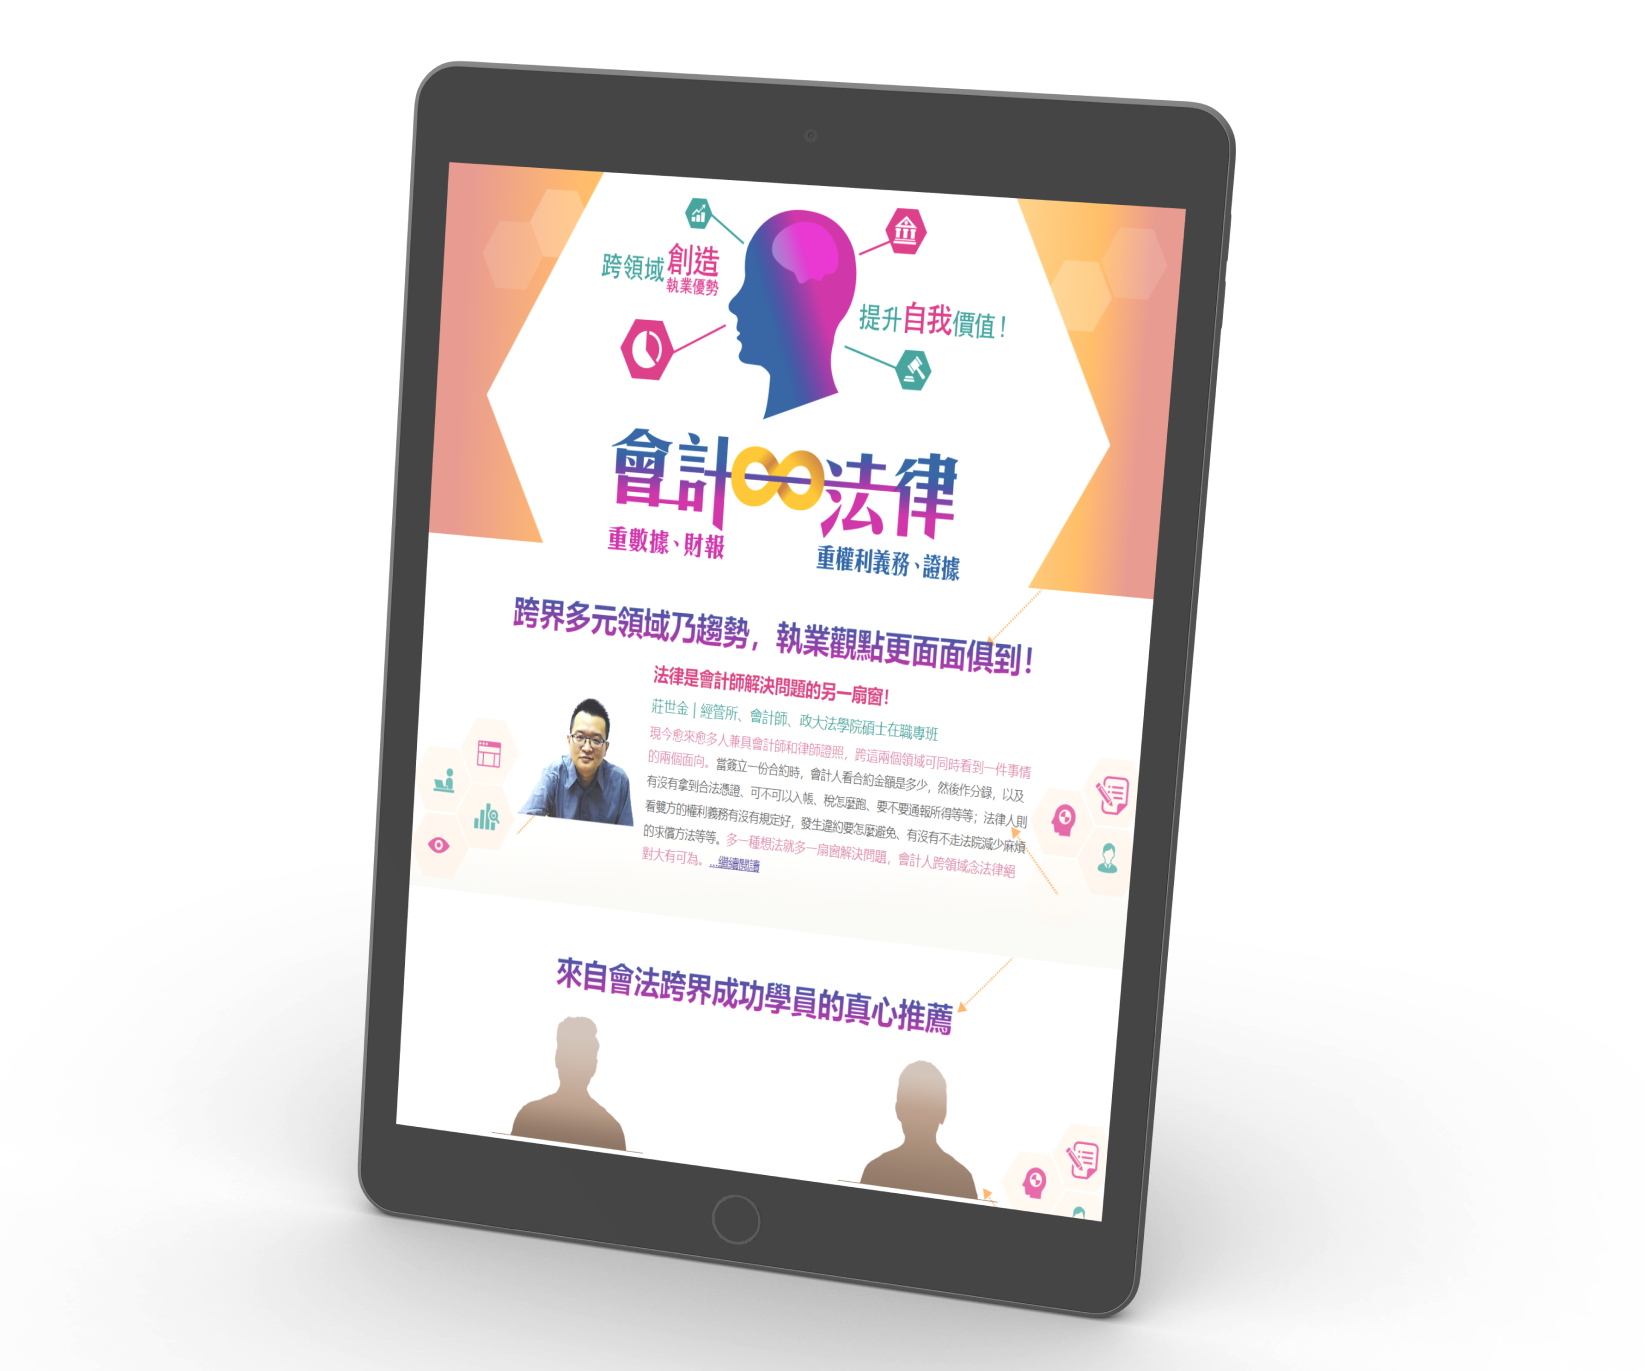 跨領域創造
執業優勢
提升自我價值!
會計∞法律
重數據、財報
重權利義務、證據
跨界多元領域乃趨勢，執業觀點更面面俱到!
法律是會計師解決問題的另一扇窗!
莊世金 | 經管所、會計師、政大法學院碩士在職專班
現今愈來愈多人兼具會計師和律師證照，跨這兩個領域可同時看到一件事情
的兩個面向。當簽立一份合約時，會計人看合約金額是多少，然後作分錄，以及
有沒有拿到合法憑證、可不可以入帳、稅怎麼跑、要不要通報所得等等；法律人則
看雙方的權利義務有沒有規定好，發生違約要怎麼避免、有沒有不走法院減少麻煩
的求償方法等等。多一種想法就多一扇窗解決問題，會計人跨領域念法律絕
對大有可為。...繼續閱讀
來自會法跨界成功學員的真心推薦